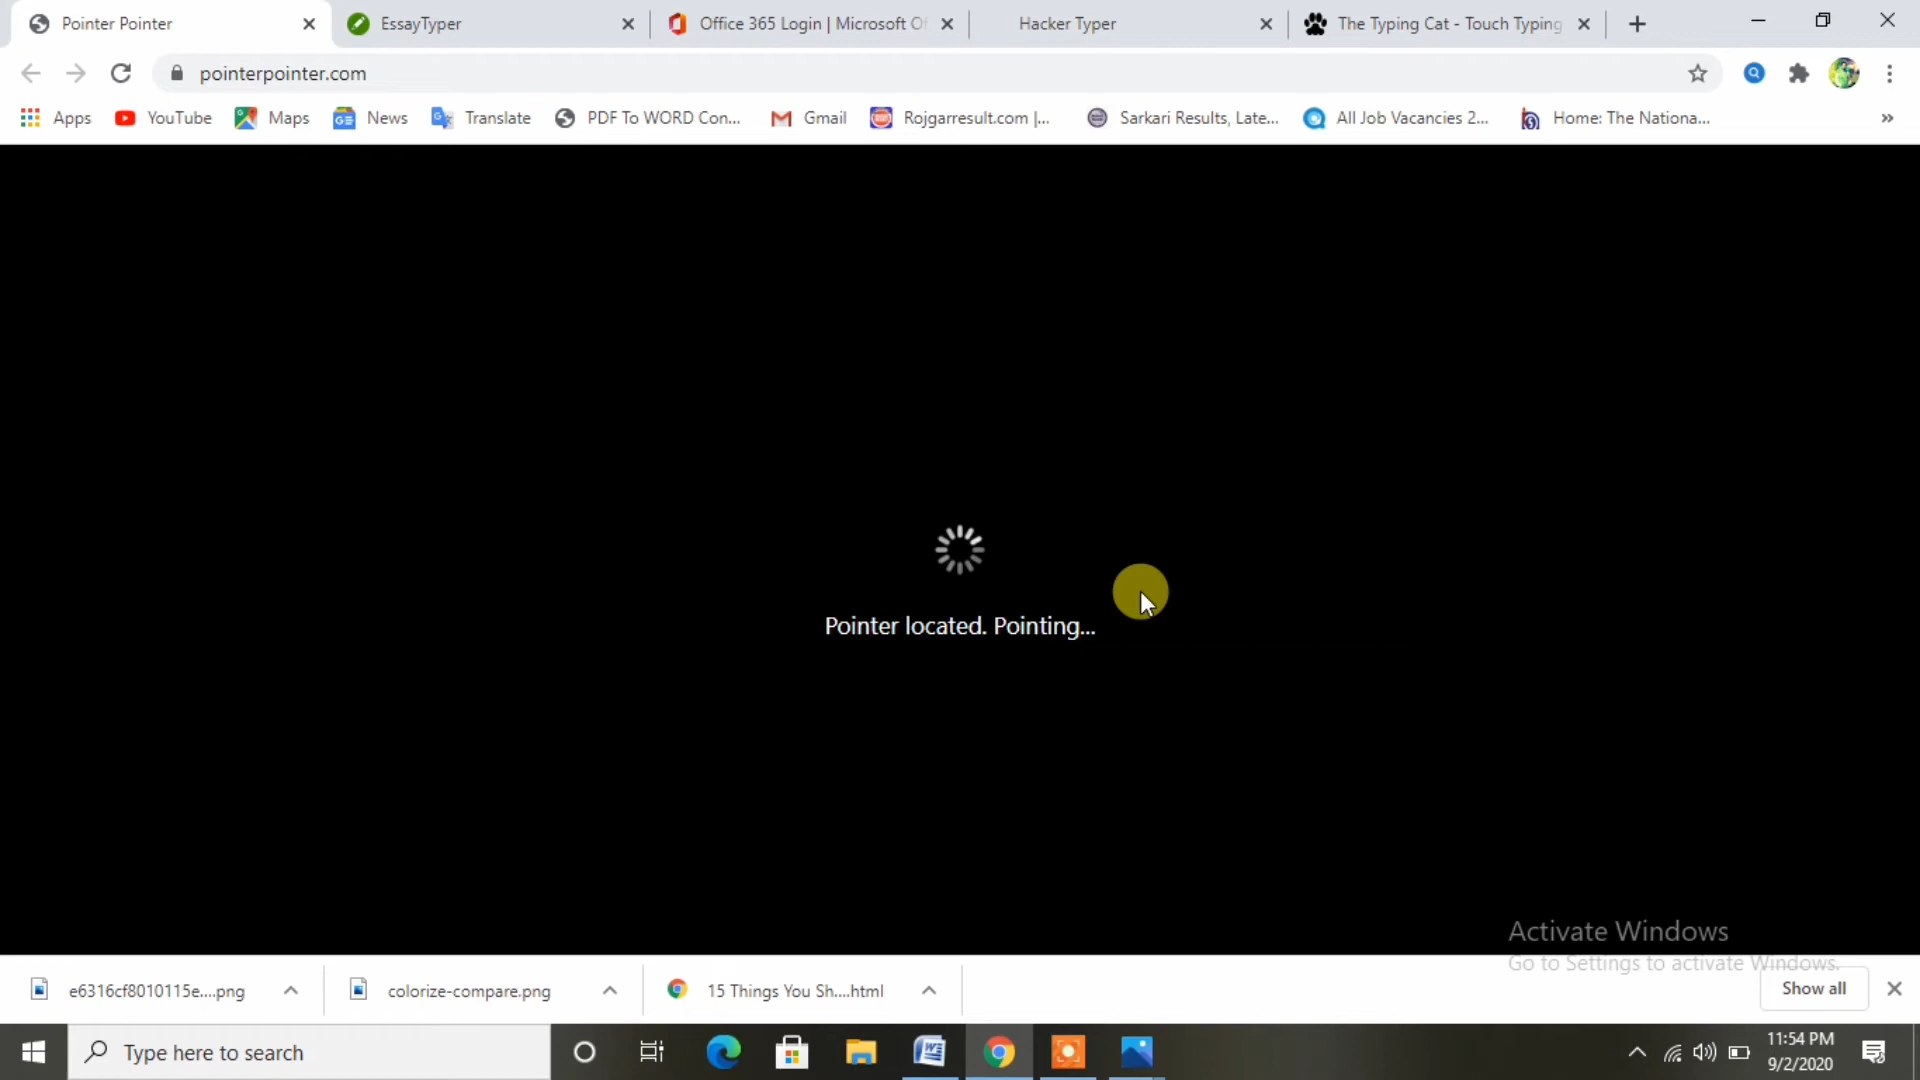 Pointer Pointer
EssayTyper
Office 365 Login | Microsoft Of
Hacker Typer
The Typing Cat - Touch Typing
pointerpointer.com
Apps
YouTube
Maps
News
Translate
PDF To WORD Con...
Gmail
Rojgarresult.com |...
Sarkari Results, Late...
All Job Vacancies 2...
Home: The Nationa...
Pointer located. Pointing...
Activate Windows
Go to Settings to activate Windows.
e6316cf8010115e....png
colorize-compare.png
15 Things You Sh....html
Show all
Type here to search
11:54 PM
9/2/2020